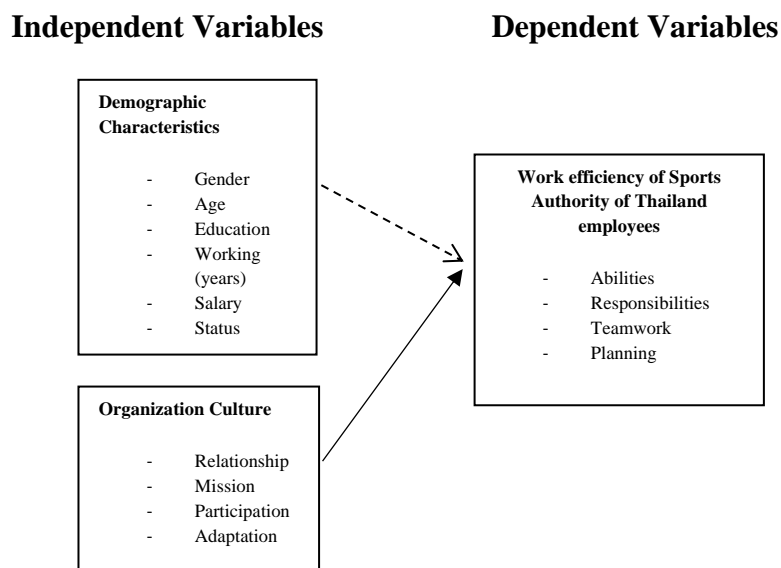 Independent Variables
Dependent Variables
Demographic
Characteristics
- Gender
- Age
- Education
- Working
(years)
- Salary
- Status
Organization Culture
- Relationship
- Mission
- Participation
- Adaptation
Work efficiency of Sports
Authority of Thailand
employees
- Abilities
- Responsibilities
- Teamwork
- Planning